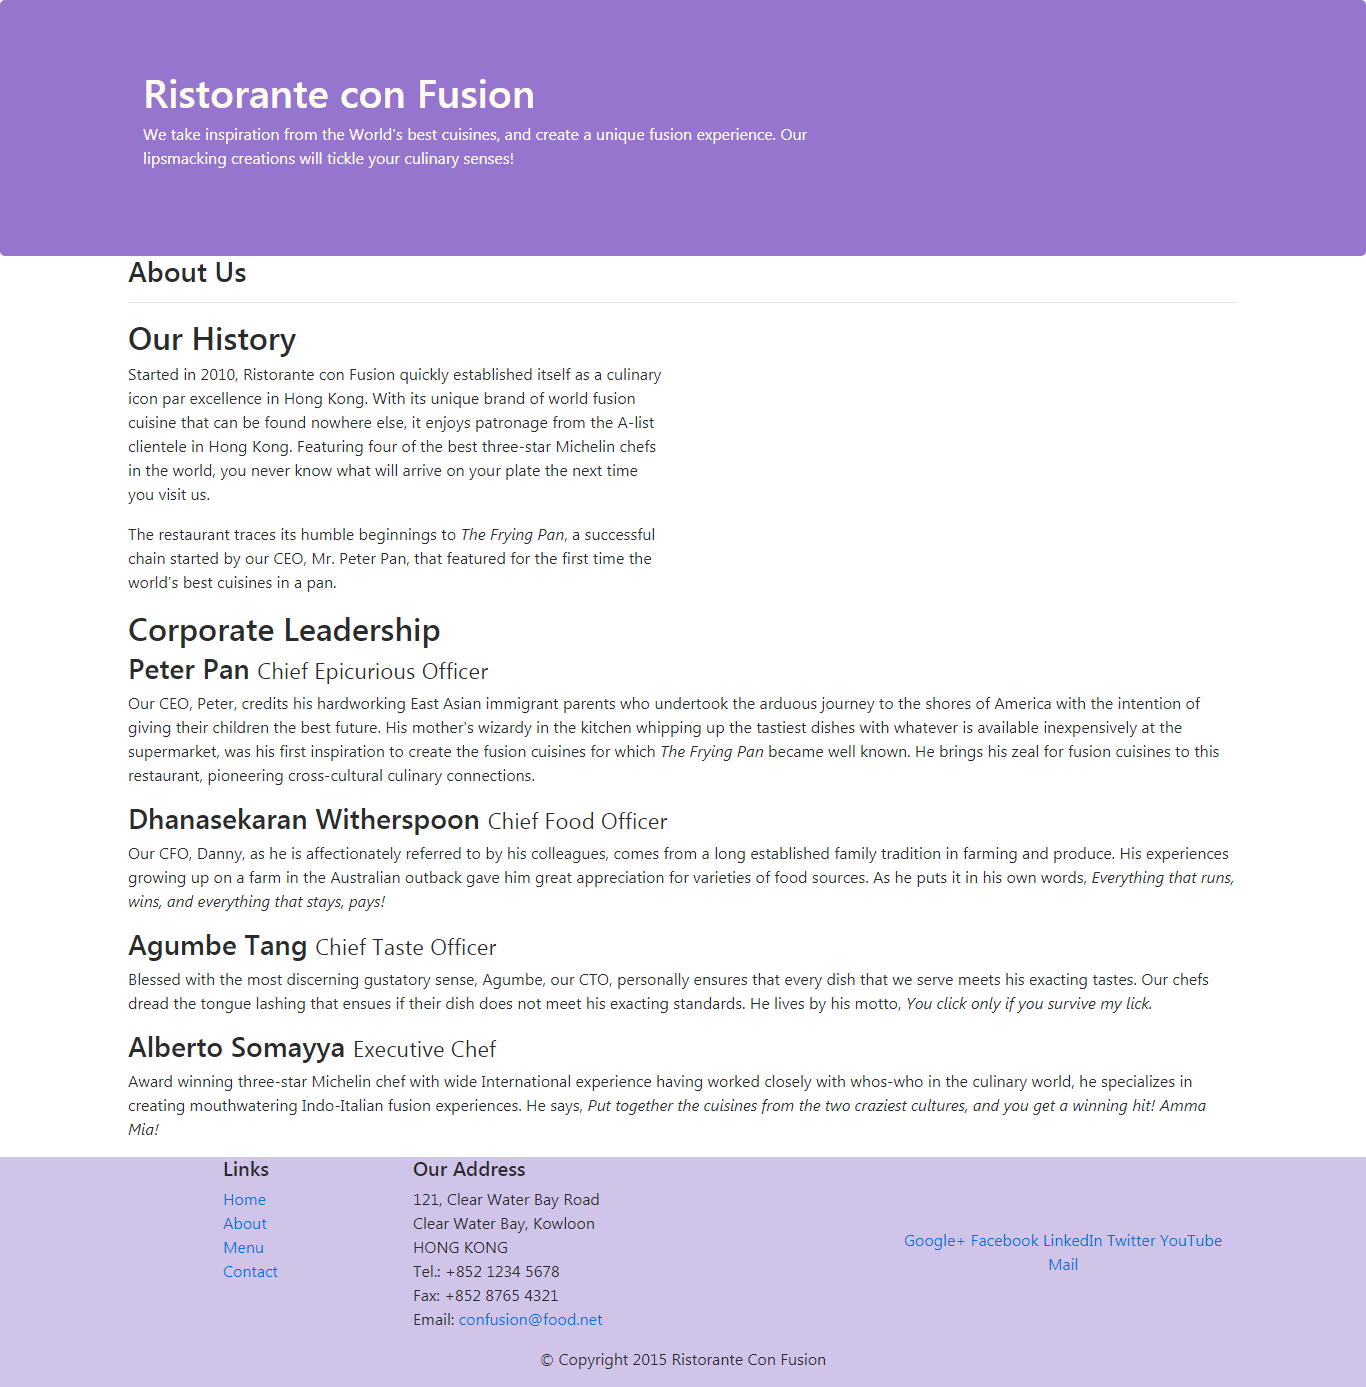 Ristorante con Fusion
We take inspiration from the World's best cuisines, and create a unique fusion experience. Our
lipsmacking creations will tickle your culinary senses!
About Us
Our History
Started in 2010, Ristorante con Fusion quickly established itself as a culinary
icon par excellence in Hong Kong. With its unique brand of world fusion
cuisine that can be found nowhere else, it enjoys patronage from the A-list
clientele in Hong Kong. Featuring four of the best three-star Michelin chefs
in the world, you never know what will arrive on your plate the next time
you visit us.
The restaurant traces its humble beginnings to The Frying Pan, a successful
chain started by our CEO, Mr. Peter Pan, that featured for the first time the
world's best cuisines in a pan.
Corporate Leadership
Peter Pan Chief Epicurious Officer
Our CEO, Peter, credits his hardworking East Asian immigrant parents who undertook the arduous journey to the shores of America with the intention of
giving their children the best future. His mother's wizardy in the kitchen whipping up the tastiest dishes with whatever is available inexpensively at the
supermarket, was his first inspiration to create the fusion cuisines for which The Frying Pan became well known. He brings his zeal for fusion cuisines to this
restaurant, pioneering cross-cultural culinary connections.
Dhanasekaran Witherspoon Chief Food Officer
Our CFO, Danny, as he is affectionately referred to by his colleagues, comes from a long established family tradition in farming and produce. His experiences
growing up on a farm in the Australian outback gave him great appreciation for varieties of food sources. As he puts it in his own words, Everything that runs,
wins, and everything that stays, pays!
Agumbe Tang Chief Taste Officer
Blessed with the most discerning gustatory sense, Agumbe, our CTO, personally ensures that every dish that we serve meets his exacting tastes. Our chefs
dread the tongue lashing that ensues if their dish does not meet his exacting standards. He lives by his motto, You click only if you survive my lick.
Alberto Somayya Executive Chef
Award winning three-star Michelin chef with wide International experience having worked closely with whos-who in the culinary world, he specializes in
creating mouthwatering Indo-Italian fusion experiences. He says, Put together the cuisines from the two craziest cultures, and you get a winning hit! Amma
Mia!
Links
Home
About
Menu
Contact
Our Address
121, Clear Water Bay Road
Clear Water Bay, Kowloon
HONG KONG
Tel.: +852 1234 5678
Fax: +852 8765 4321
Email: confusion@food.net
Google+ Facebook LinkedIn Twitter YouTube
Mail
© Copyright 2015 Ristorante Con Fusion